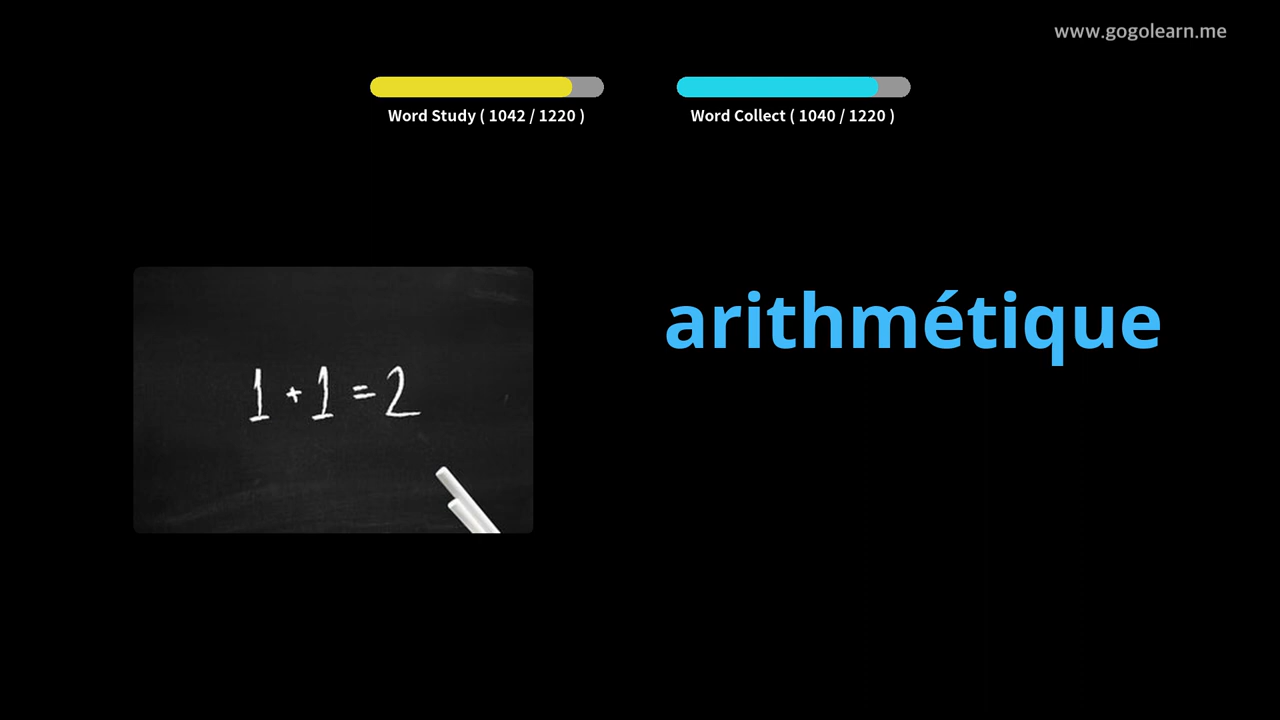 www.gogolearn.me
Word Study ( 1042 / 1220 )
Word Collect ( 1040 / 1220 )
arithmétique
1 + 1 = 2